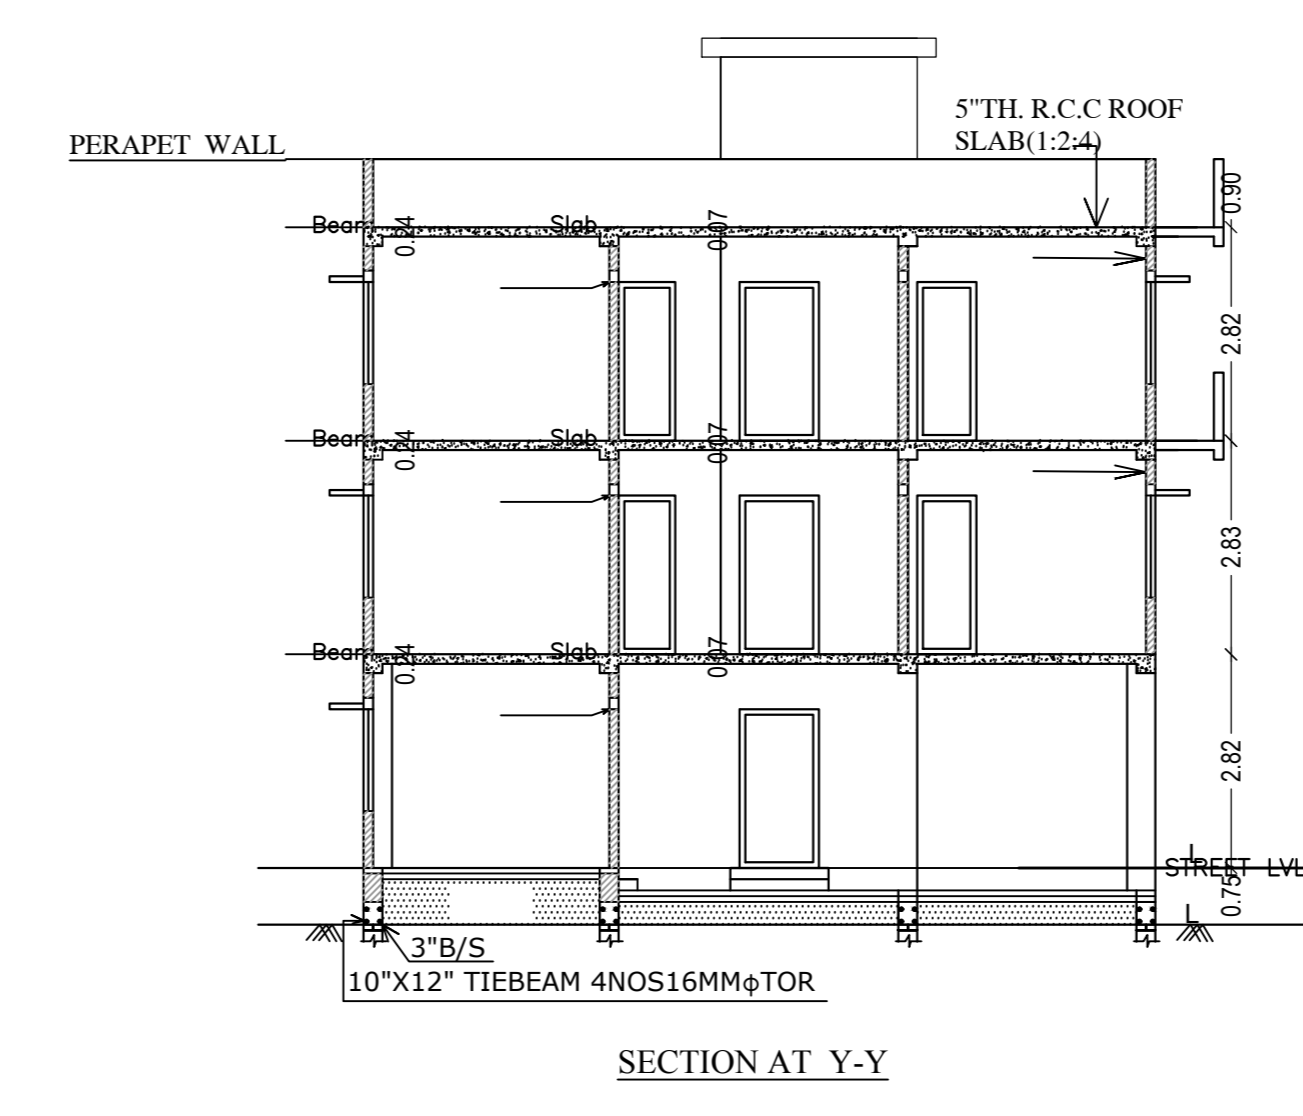 5"TH. R.C.C ROOF
SLAB(1:2:4)
PERAPET WALL
0.90
Beam
0.24
Slab
0.07
2.82
Beam
0.24
Slab
0.07
2.83
Beam
0.24
Slab
0.07
2.82
L
STREET LVL
0.75
L
3"B/S
10"X12" TIEBEAM 4NOS16MMϕTOR
SECTION AT Y-Y